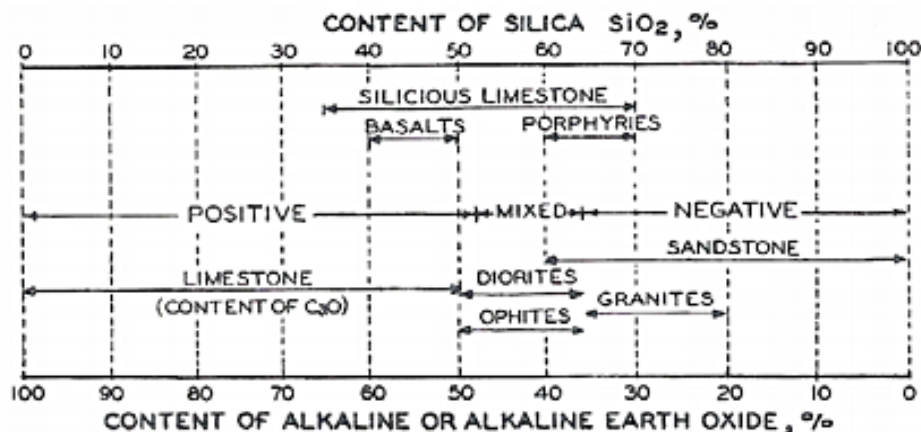 CONTENT OF SILICA SiO2, %
0 10 20 30 40 50 60 70 80 90 100
SILICIOUS LIMESTONE
BASALTS PORPHYRIES
POSITIVE MIXED NEGATIVE
SANDSTONE
LIMESTONE DIORITES
(CONTENT OF C3O) GRANITES
OPHITES
100 90 80 70 60 50 40 30 20 10 0
CONTENT OF ALKALINE OR ALKALINE EARTH OXIDE, %